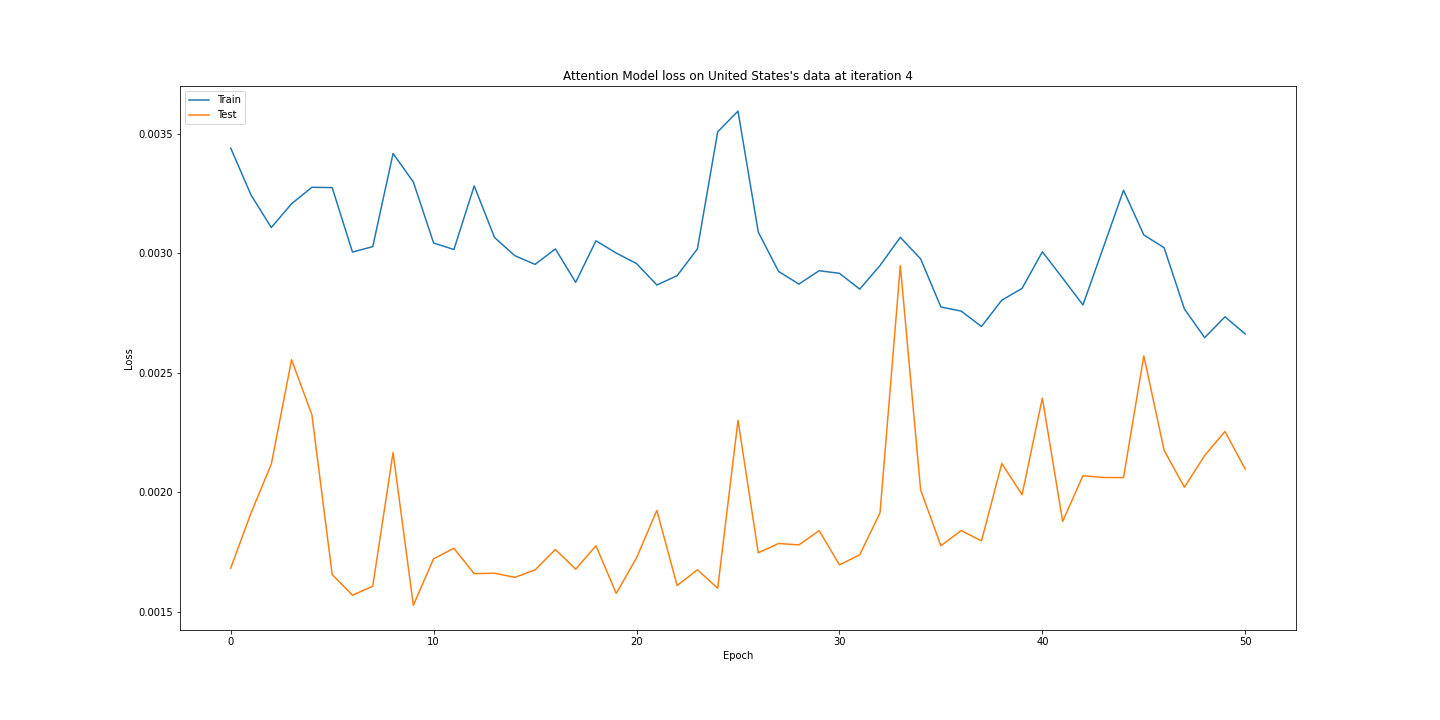 Attention Model loss on United States's data at iteration 4
Train
Test
0.0035
0.0030
0.0025
0.0020
0.0015
Loss
0 10 20 30 40 50
Epoch